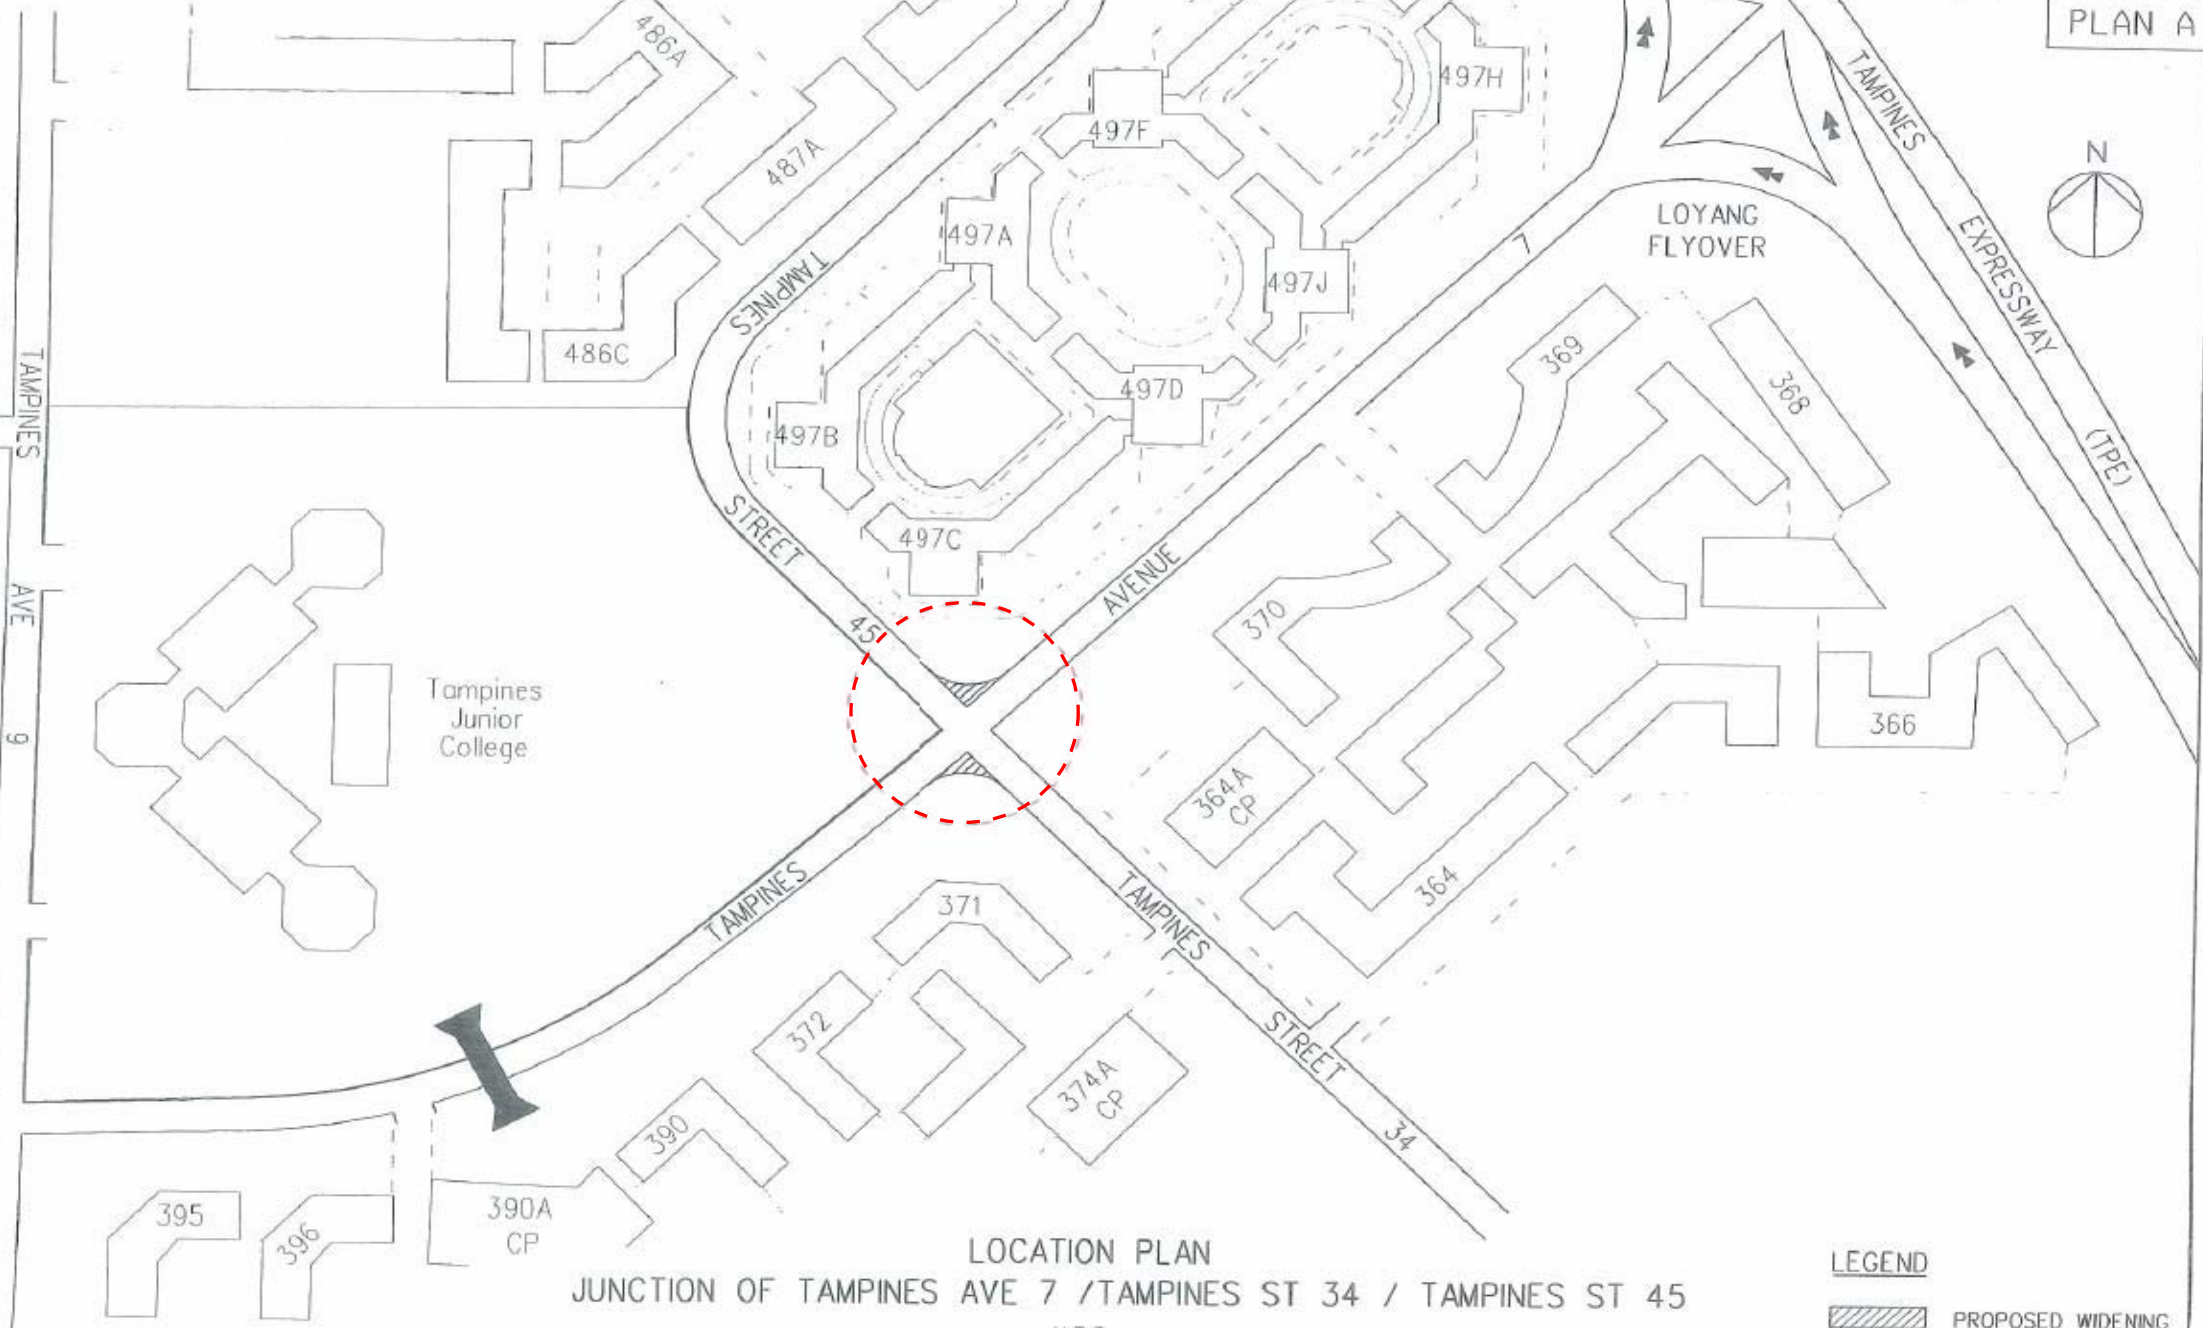 PLAN A
486A
497H
TAMPINES
497F
487A
N
497A
LOYANG
FLYOVER
7
EXPRESSWAY
TAMPINES
497J
486C
369
TAMPINES
497D
368
497B
(TPE)
STREET
497C
AVENUE
AVE
9
45
370
Tampines
Junior
College
366
364A
CP
364
TAMPINES
371
TAMPINES
372
STREET
374A
CP
390
34
395
396
390A
CP
LOCATION PLAN
JUNCTION OF TAMPINES AVE 7 / TAMPINES ST 34 / TAMPINES ST 45
LEGEND
PROPOSED WIDENING